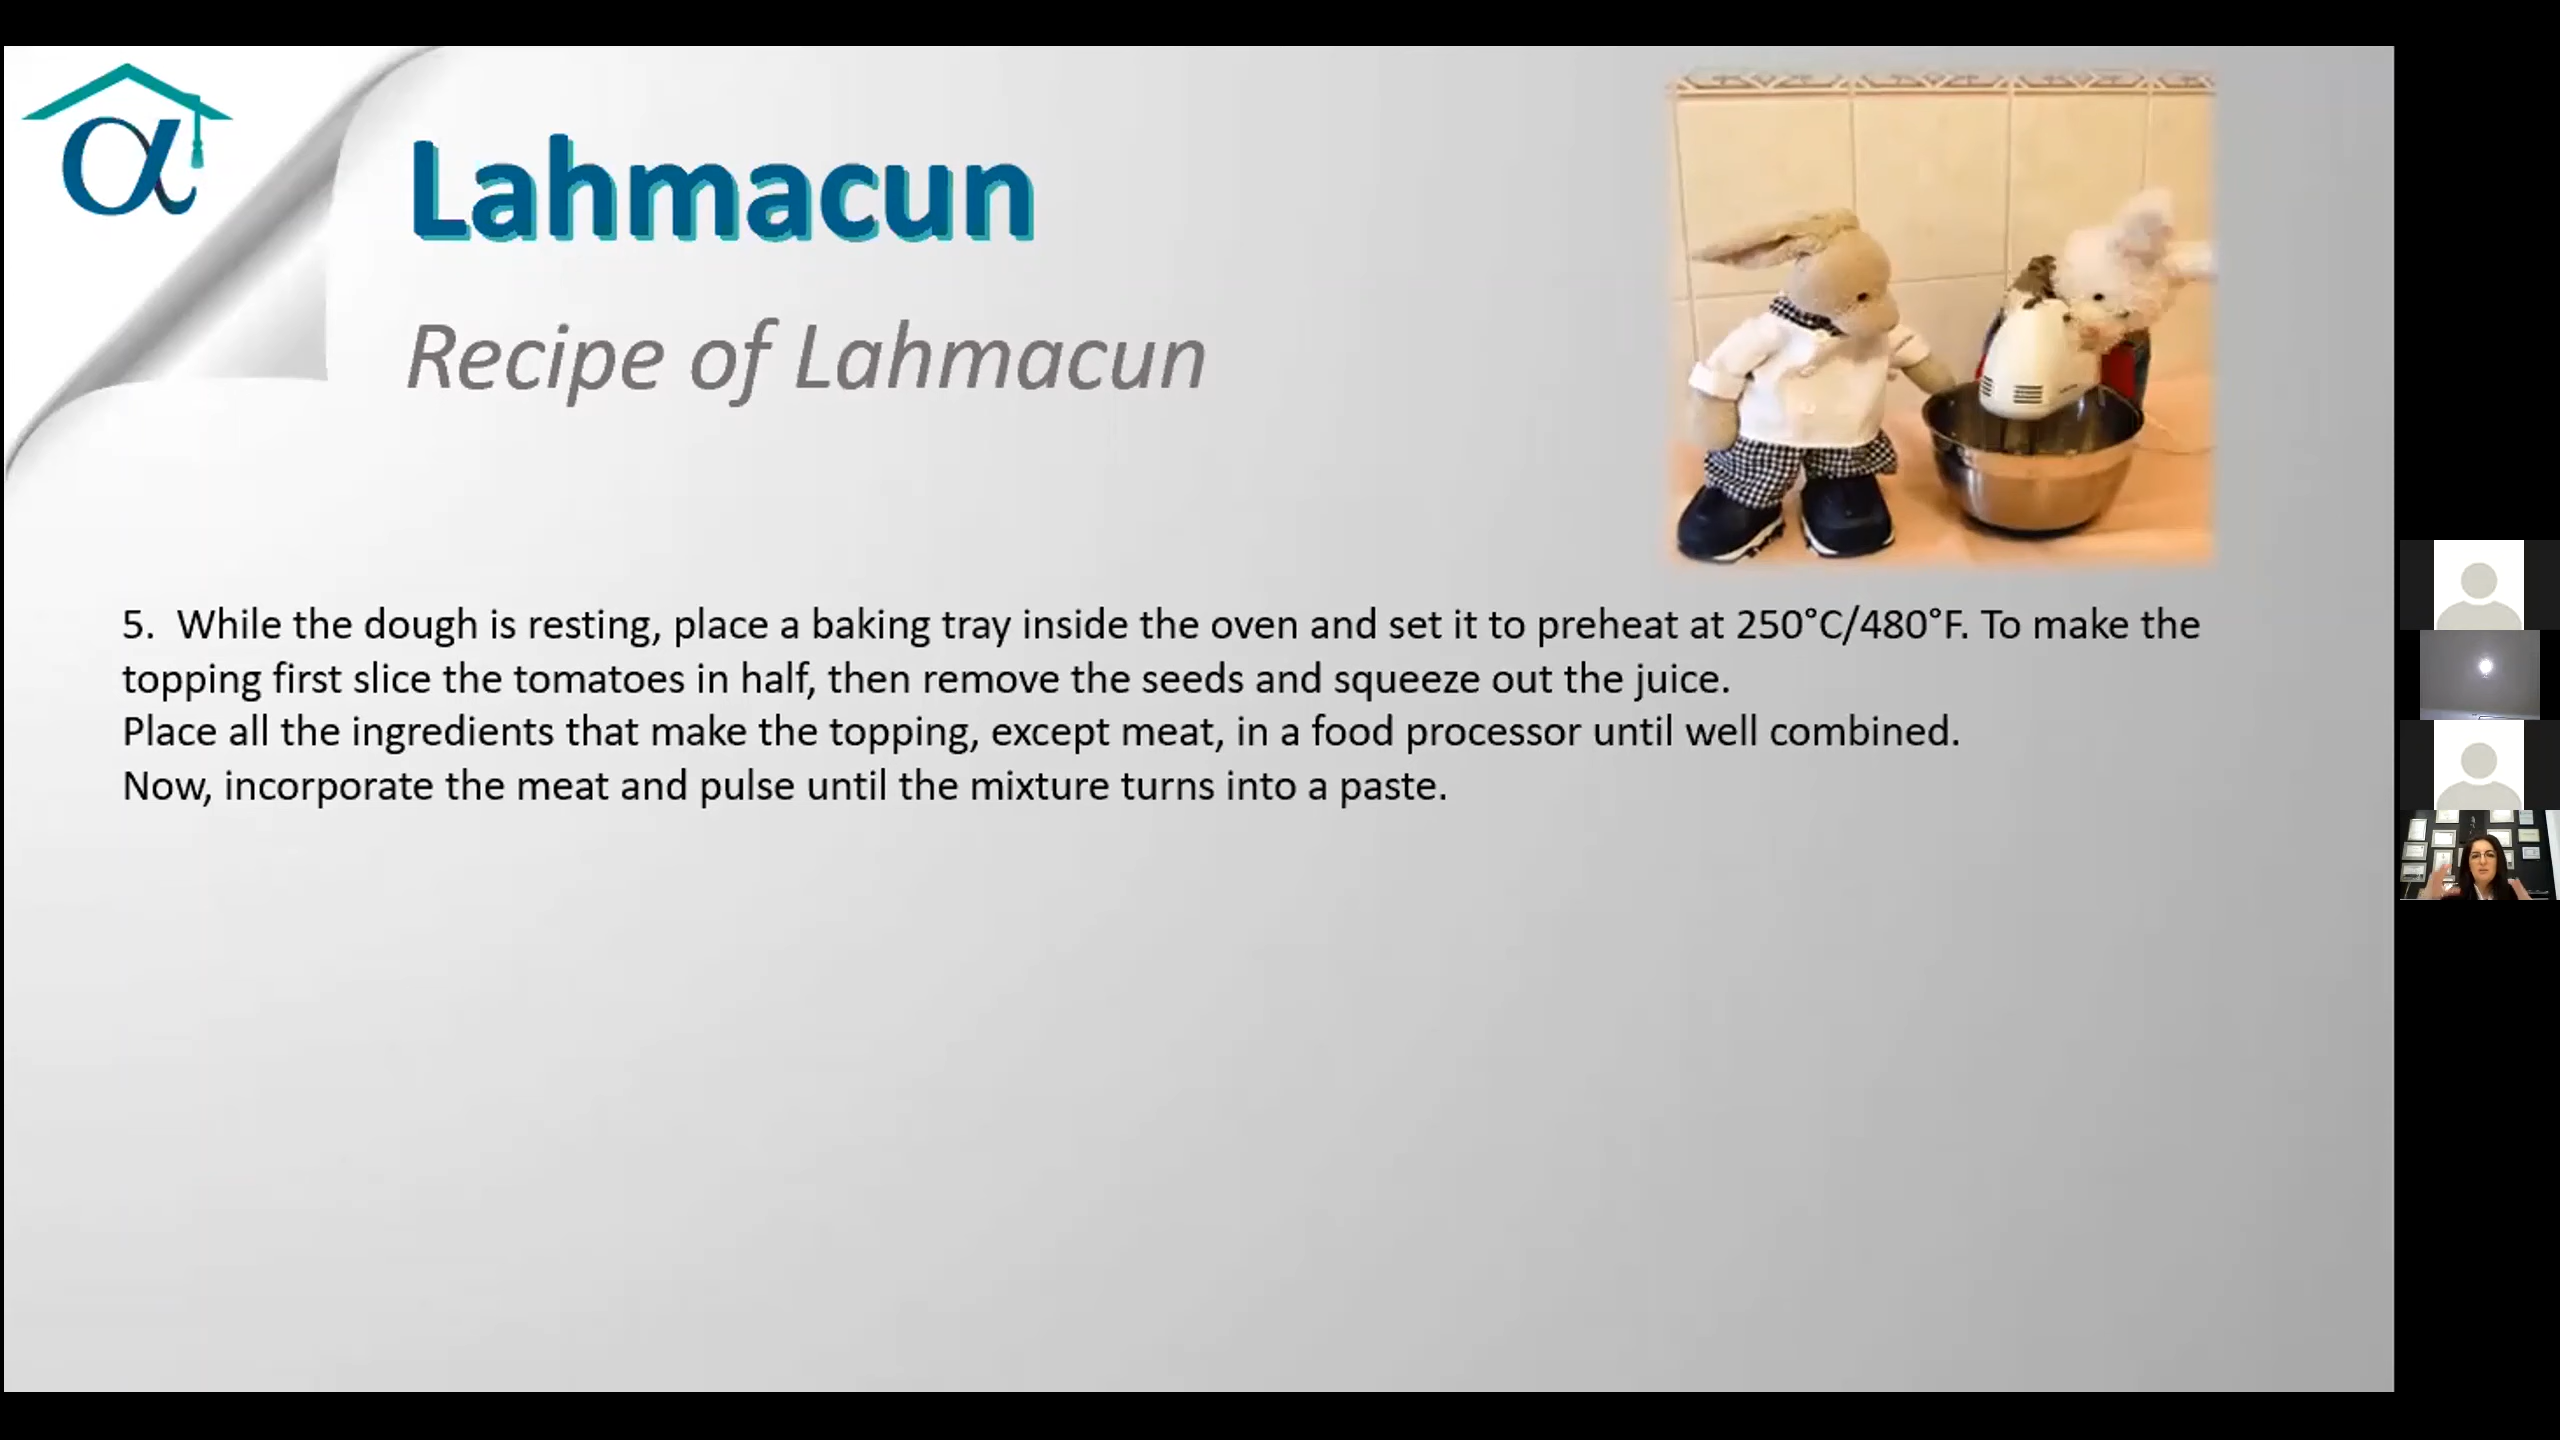 Lahmacun
Recipe of Lahmacun
5. While the dough is resting, place a baking tray inside the oven and set it to preheat at 250°C/480°F. To make the
topping first slice the tomatoes in half, then remove the seeds and squeeze out the juice.
Place all the ingredients that make the topping, except meat, in a food processor until well combined.
Now, incorporate the meat and pulse until the mixture turns into a paste.